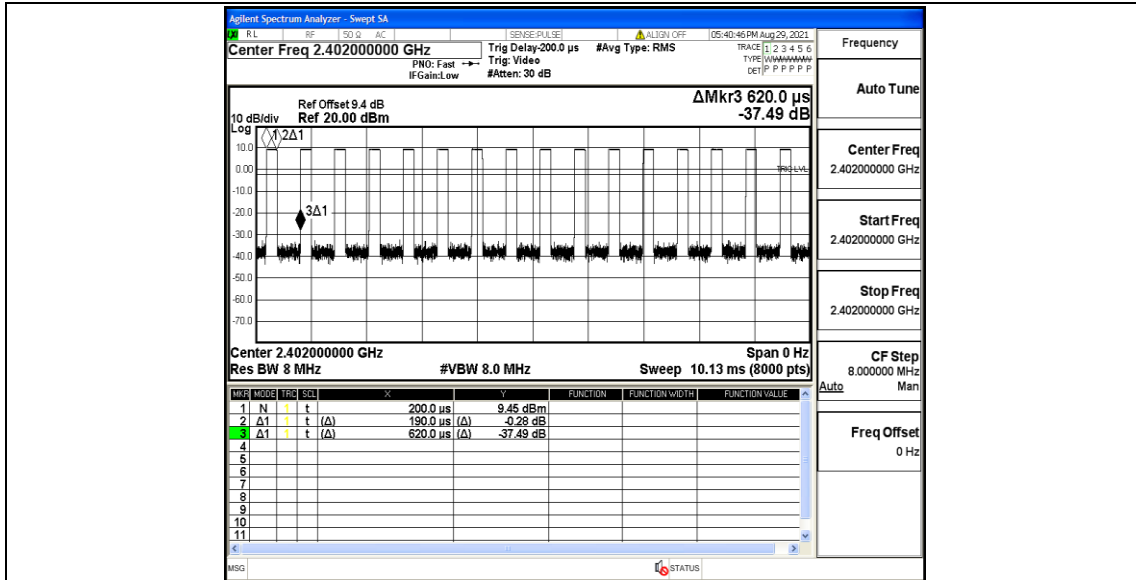 Agilent Spectrum Analyzer - Swept SA
LXI RL RF 50 Ω AC SENSE:PULSE ALIGN OFF 05:40:46 PM Aug 29, 2021
Center Freq 2.402000000 GHz
PNO: Fast
IFGain:Low
Trig Delay-200.0 µs
Trig: Video
#Atten: 30 dB
#Avg Type: RMS
TRACE 1 2 3 4 5 6
TYPE WWWWWW
DET P P P P P P
ΔMkr3 620.0 µs
-37.49 dB
Ref Offset 9.4 dB
10 dB/div Ref 20.00 dBm
Log
1 2Δ1
10.0
0.00
TRIG LVL
-10.0
-20.0
3Δ1
-30.0
-40.0
-50.0
-60.0
-70.0
Center 2.402000000 GHz Span 0 Hz
Res BW 8 MHz #VBW 8.0 MHz Sweep 10.13 ms (8000 pts)
MKR MODE TRC SCL X Y FUNCTION FUNCTION WIDTH FUNCTION VALUE
1 N 1 t 200.0 µs 9.45 dBm
2 Δ1 1 t (Δ) 190.0 µs (Δ) -0.28 dB
3 Δ1 1 t (Δ) 620.0 µs (Δ) -37.49 dB
4
5
6
7
8
9
10
11
MSG STATUS
Frequency
Auto Tune
Center Freq
2.402000000 GHz
Start Freq
2.402000000 GHz
Stop Freq
2.402000000 GHz
CF Step
8.000000 MHz
Auto Man
Freq Offset
0 Hz